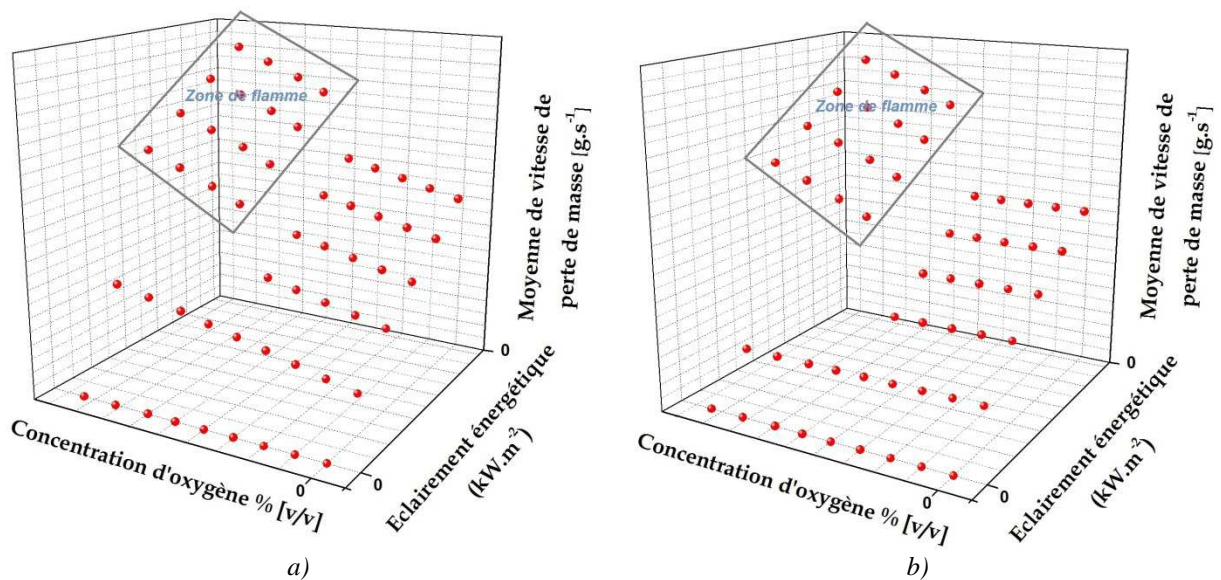 Zone de flamme
Moyenne de vitesse de
perte de masse [g.s-1]
0
Eclairement énergétique
(kW.m-2)
0
Concentration d'oxygène % [v/v]
0
a)
Zone de flamme
Moyenne de vitesse de
perte de masse [g.s-1]
0
Eclairement énergétique
(kW.m-2)
0
Concentration d'oxygène % [v/v]
0
b)